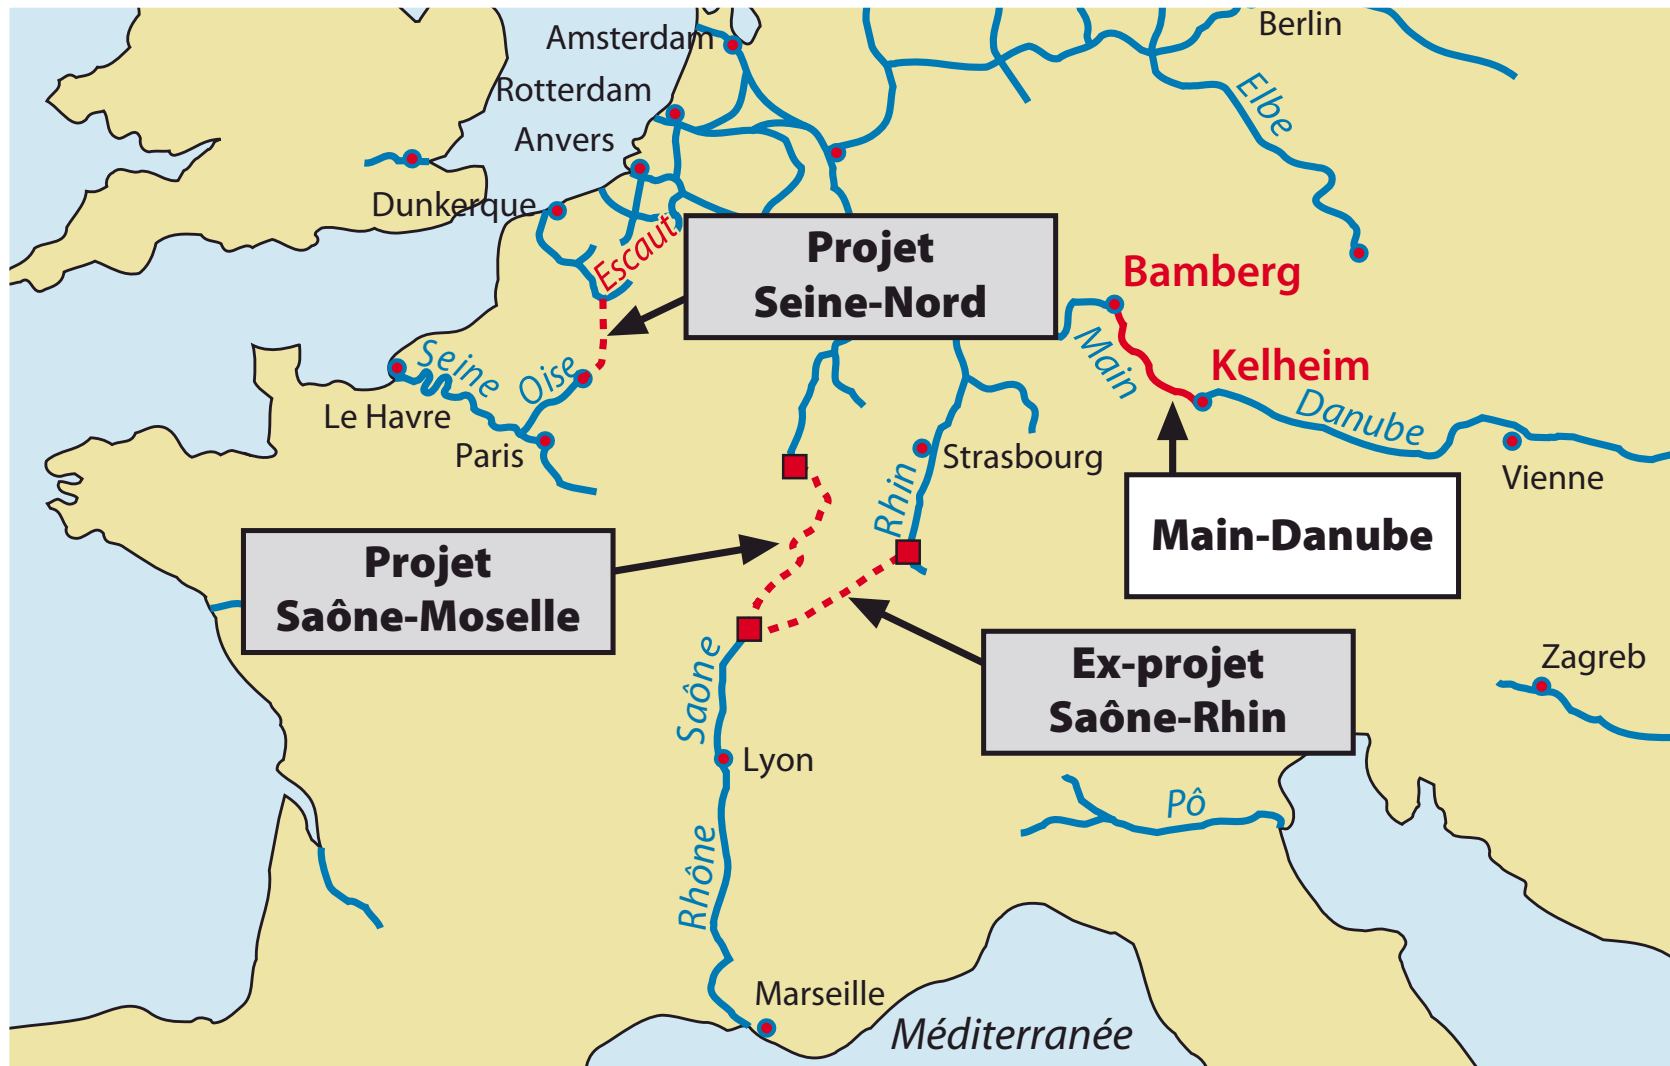 Berlin
Amsterdam
Rotterdam
Anvers
Elbe
Dunkerque
Escaut
Projet
Seine-Nord
Bamberg
Main
Kelheim
Danube
Seine
Oise
Le Havre
Paris
Strasbourg
Rhin
Vienne
Main-Danube
Projet
Saône-Moselle
Saône
Ex-projet
Saône-Rhin
Zagreb
Lyon
Pô
Rhône
Marseille
Méditerranée